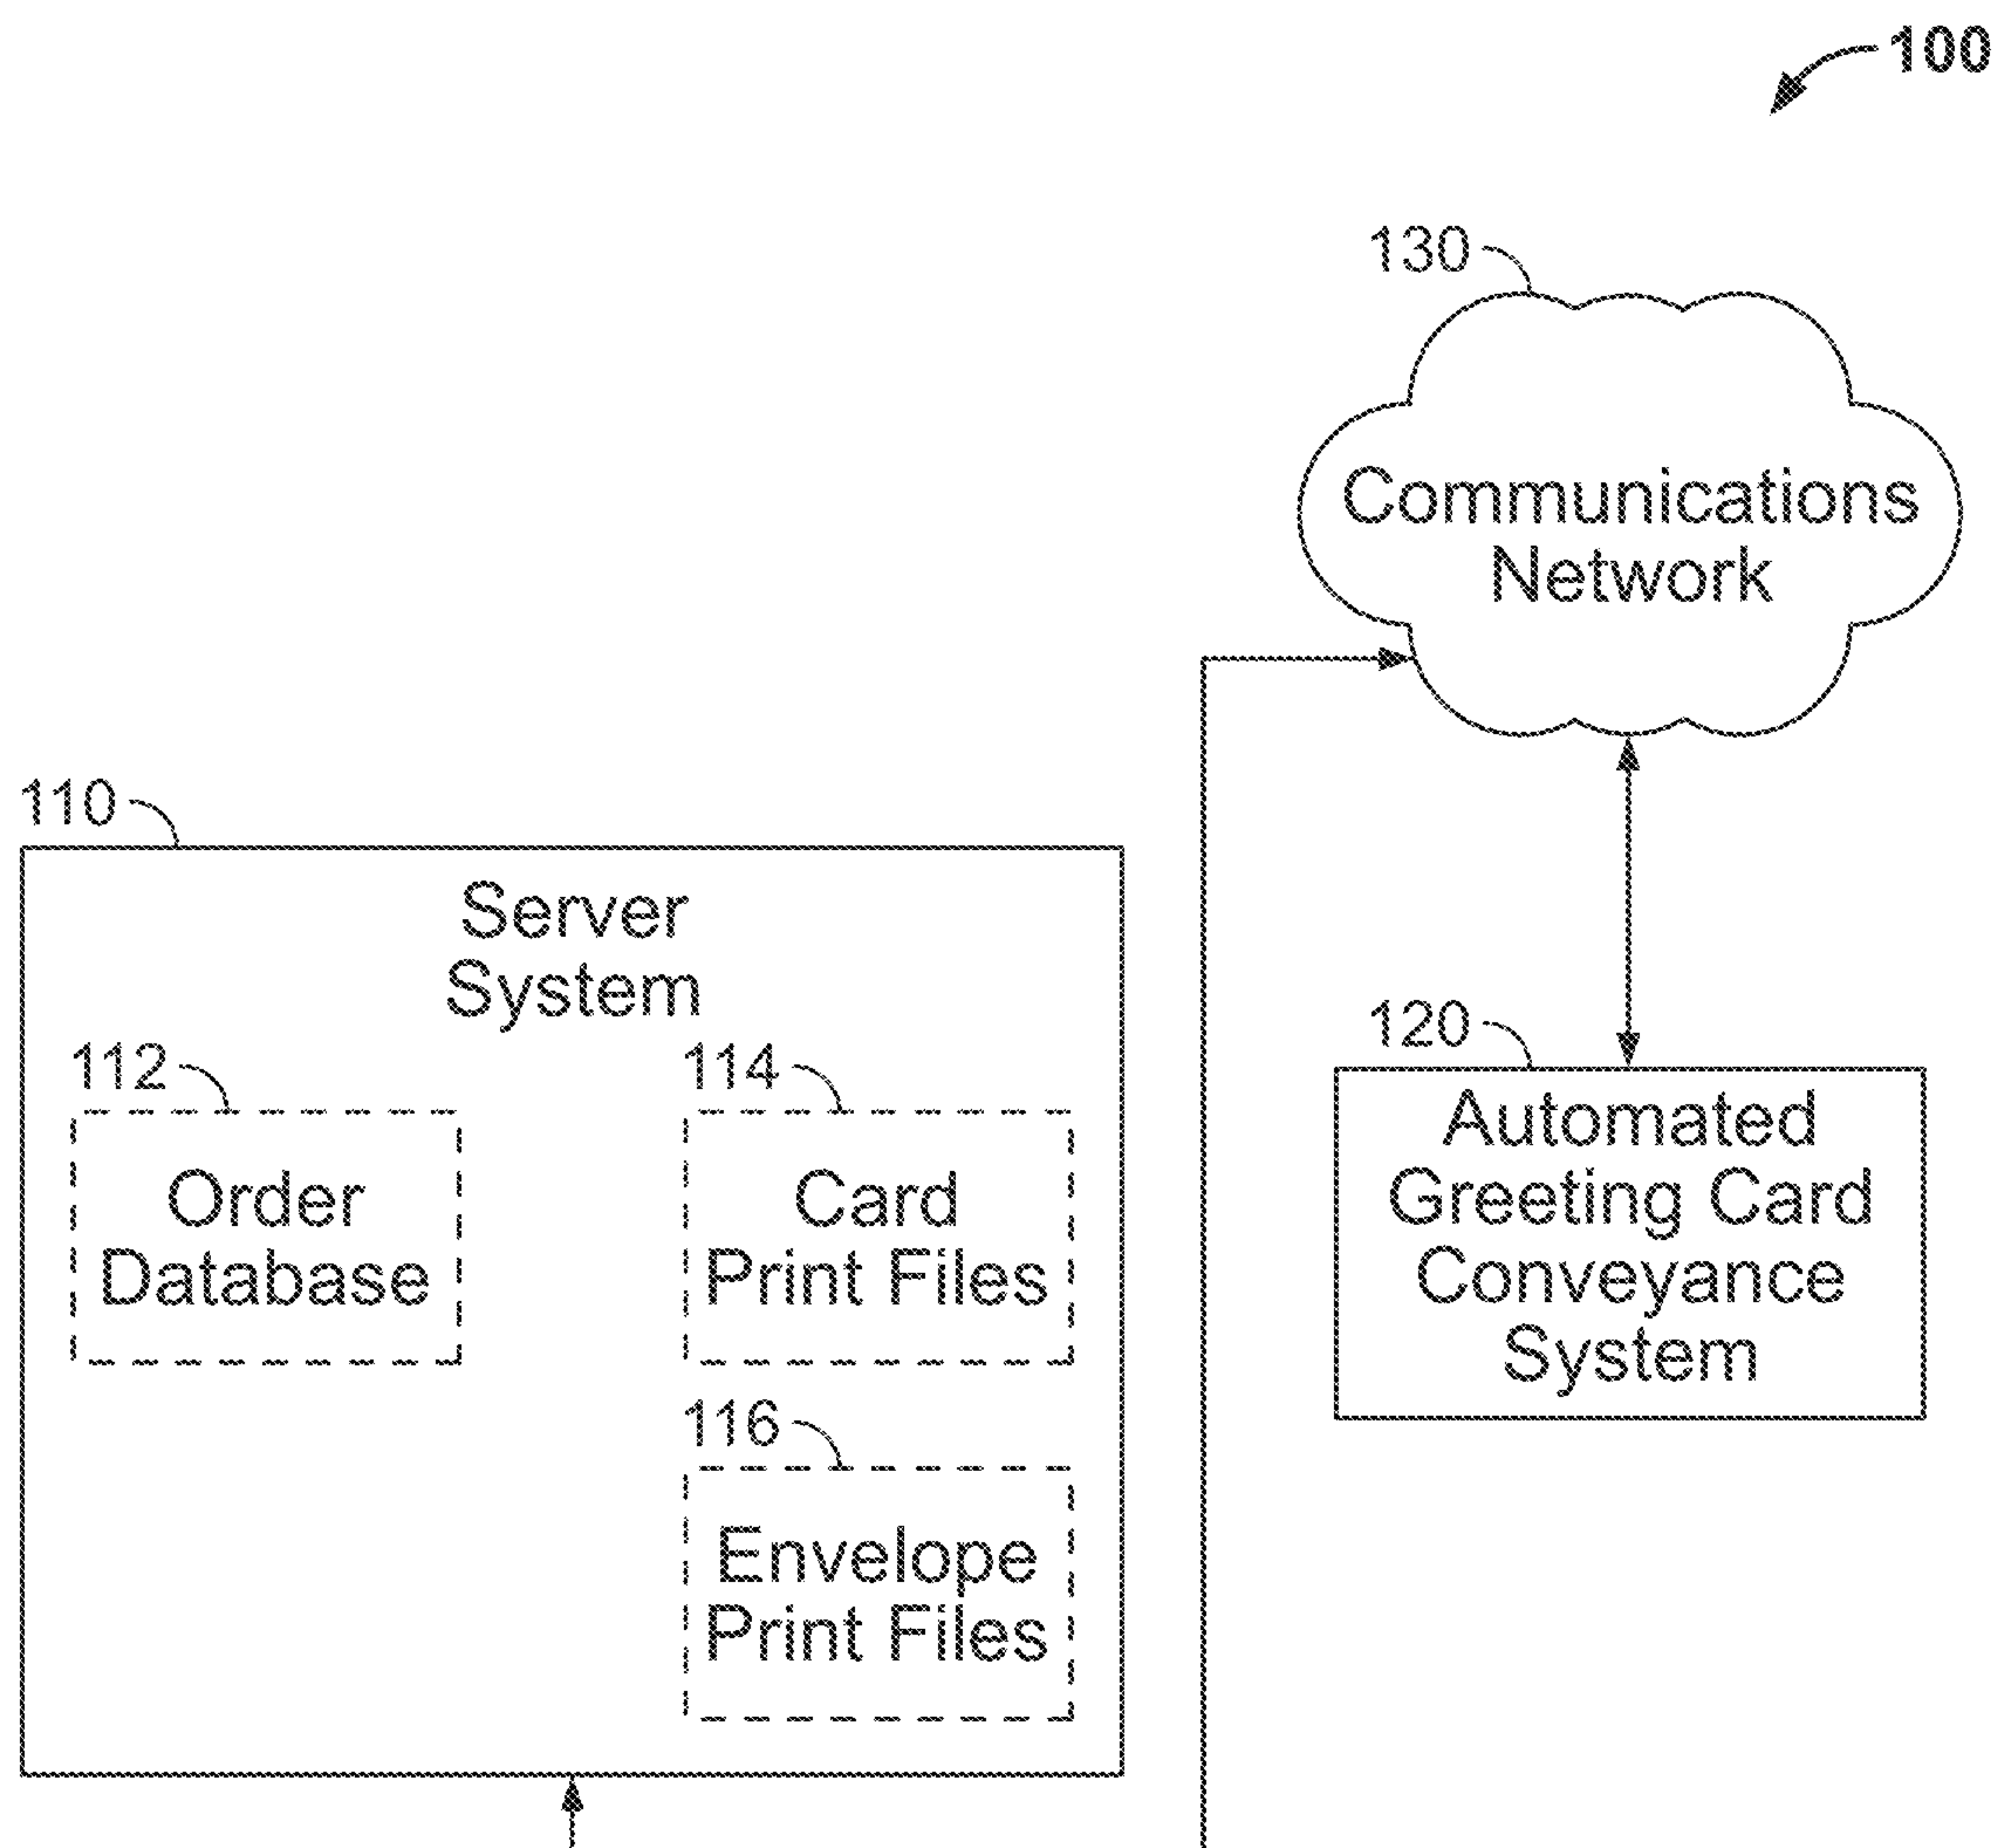 100
130
Communications
Network
110
Server
System
112
Order
Database
114
Card
Print Files
116
Envelope
Print Files
120
Automated
Greeting Card
Conveyance
System